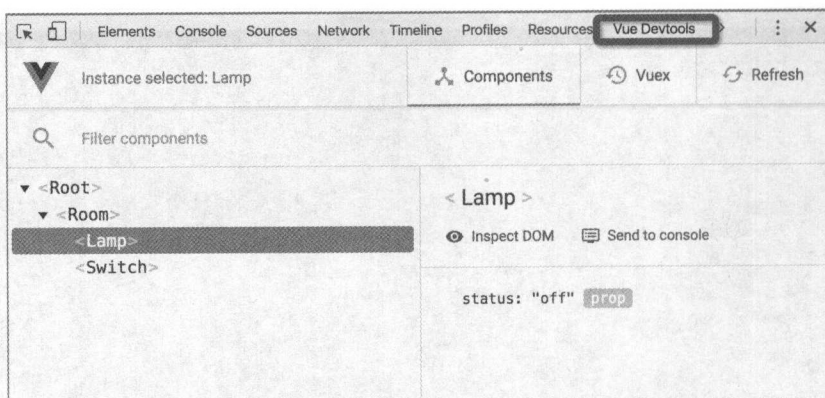 Elements Console Sources Network Timeline Profiles Resources Vue Devtools
Instance selected: Lamp
Components
Vuex
Refresh
Filter components
▼ <Root>
▼ <Room>
<Lamp>
<Switch>
< Lamp >
Inspect DOM
Send to console
status: "off" prop